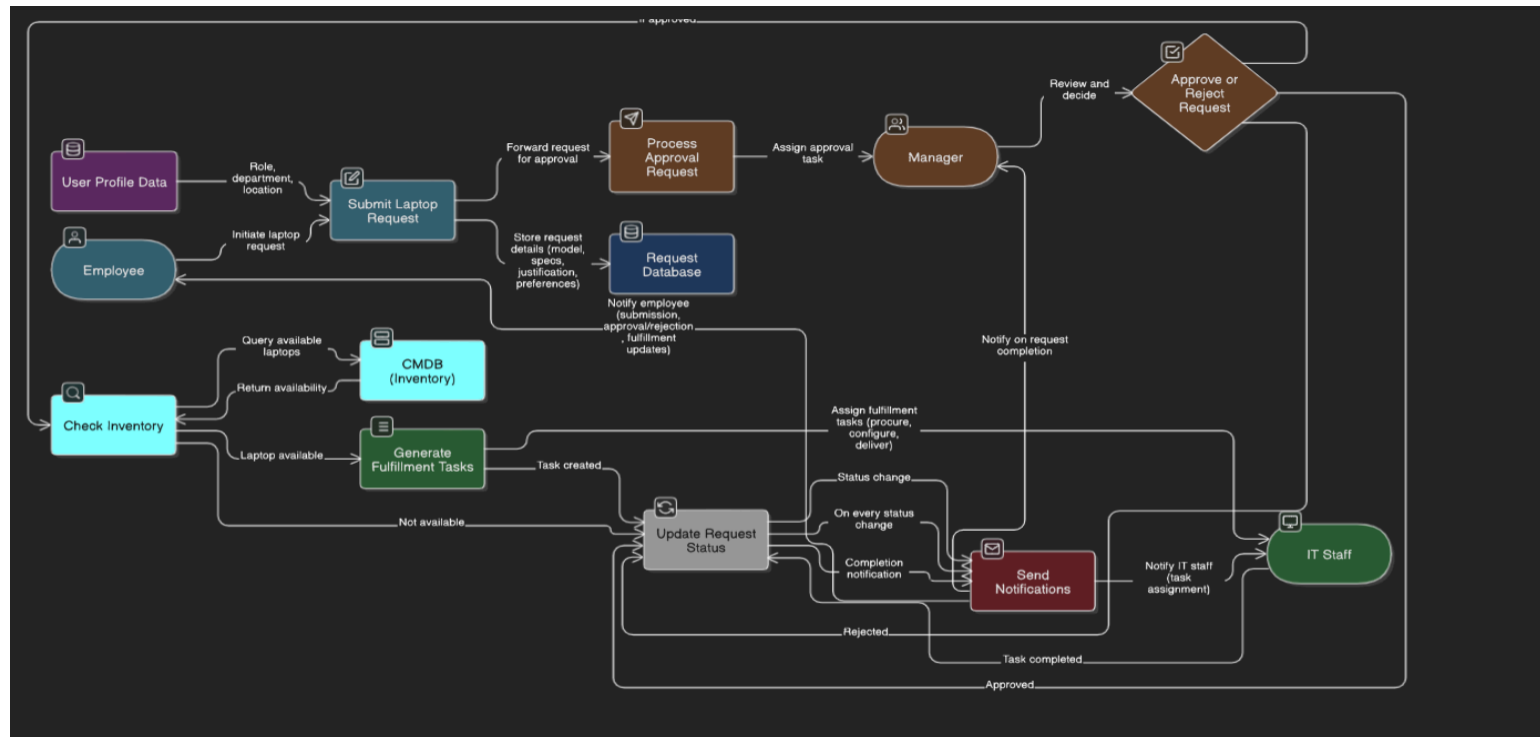 If approved
Approve or
Reject
Request
Review and
decide
Process
Approval
Request
Forward request
for approval
Assign approval
task
Manager
User Profile Data
Role,
department,
location
Submit Laptop
Request
Initiate laptop
request
Employee
Store request
details (model,
specs,
justification,
preferences)
Request
Database
Notify employee
(submission,
approval/rejection
, fulfillment
updates)
Notify on request
completion
Query available
laptops
CMDB
(Inventory)
Return availability
Check Inventory
Laptop available
Generate
Fulfillment Tasks
Assign fulfillment
tasks (procure,
configure,
deliver)
Task created
Status change
Not available
On every status
change
Update Request
Status
Completion
notification
Send
Notifications
Notify IT staff
(task
assignment)
IT Staff
Rejected
Task completed
Approved